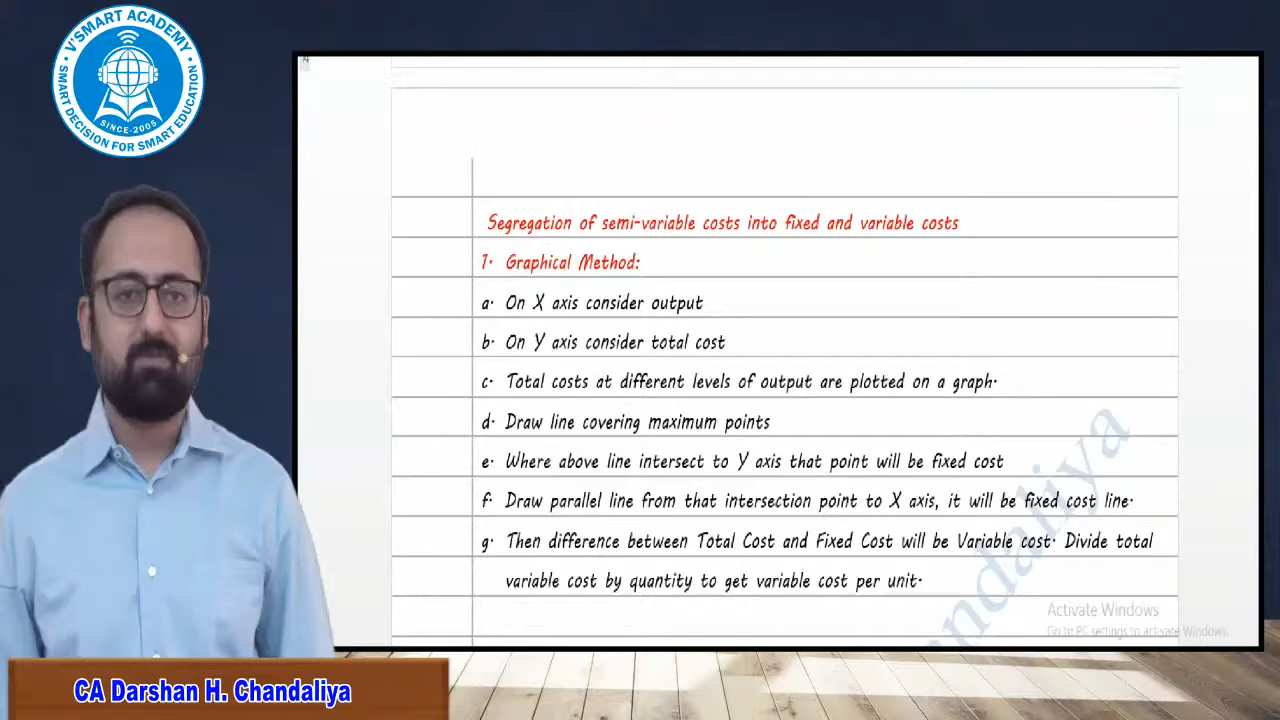 V'SMART ACADEMY
SMART DECISION FOR SMART EDUCATION
SINCE-2005
Segregation of semi-variable costs into fixed and variable costs
1. Graphical Method:
a. On X axis consider output
b. On Y axis consider total cost
c. Total costs at different levels of output are plotted on a graph.
d. Draw line covering maximum points
e. Where above line intersect to Y axis that point will be fixed cost
f. Draw parallel line from that intersection point to X axis, it will be fixed cost line.
g. Then difference between Total Cost and Fixed Cost will be Variable cost. Divide total
variable cost by quantity to get variable cost per unit.
Activate Windows
Go to PC settings to activate Windows.
CA Darshan H. Chandaliya